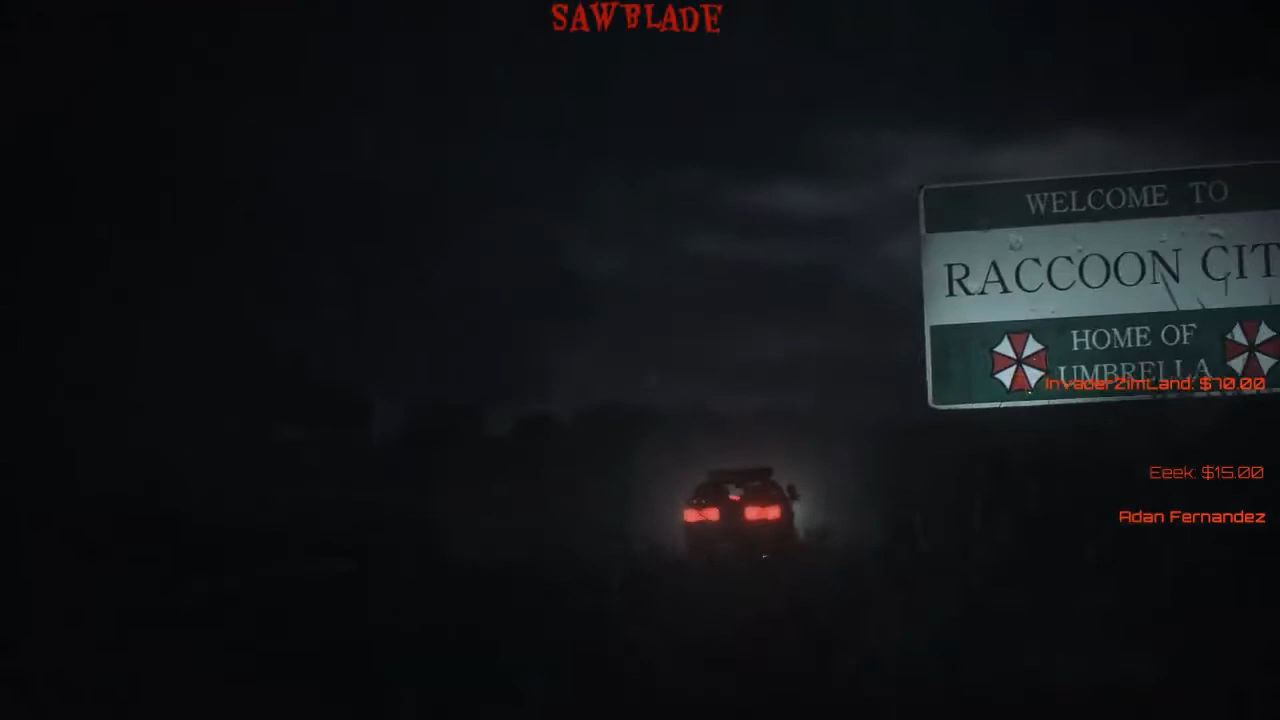 SAWBLADE
WELCOME TO
RACCOON CIT
HOME OF
UMBRELLA
InvaderZimLand: $70.00
Eeek: $15.00
Adan Fernandez